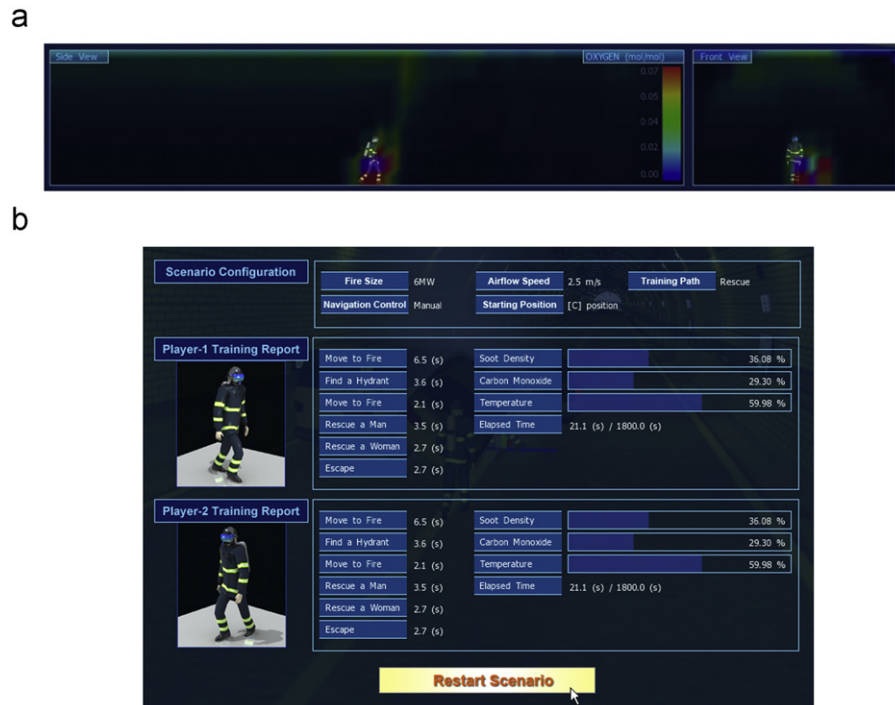 a
Side View OXYGEN (mol/mol) Front View
0.07
0.05
0.04
0.02
0.00
b
Scenario Configuration
Fire Size 6MW Airflow Speed 2.5 m/s Training Path Rescue
Navigation Control Manual Starting Position [C] position
Player-1 Training Report
Move to Fire 6.5 (s) Soot Density 36.08 %
Find a Hydrant 3.6 (s) Carbon Monoxide 29.30 %
Move to Fire 2.1 (s) Temperature 59.98 %
Rescue a Man 3.5 (s) Elapsed Time 21.1 (s) / 1800.0 (s)
Rescue a Woman 2.7 (s)
Escape 2.7 (s)
Player-2 Training Report
Move to Fire 6.5 (s) Soot Density 36.08 %
Find a Hydrant 3.6 (s) Carbon Monoxide 29.30 %
Move to Fire 2.1 (s) Temperature 59.98 %
Rescue a Man 3.5 (s) Elapsed Time 21.1 (s) / 1800.0 (s)
Rescue a Woman 2.7 (s)
Escape 2.7 (s)
Restart Scenario